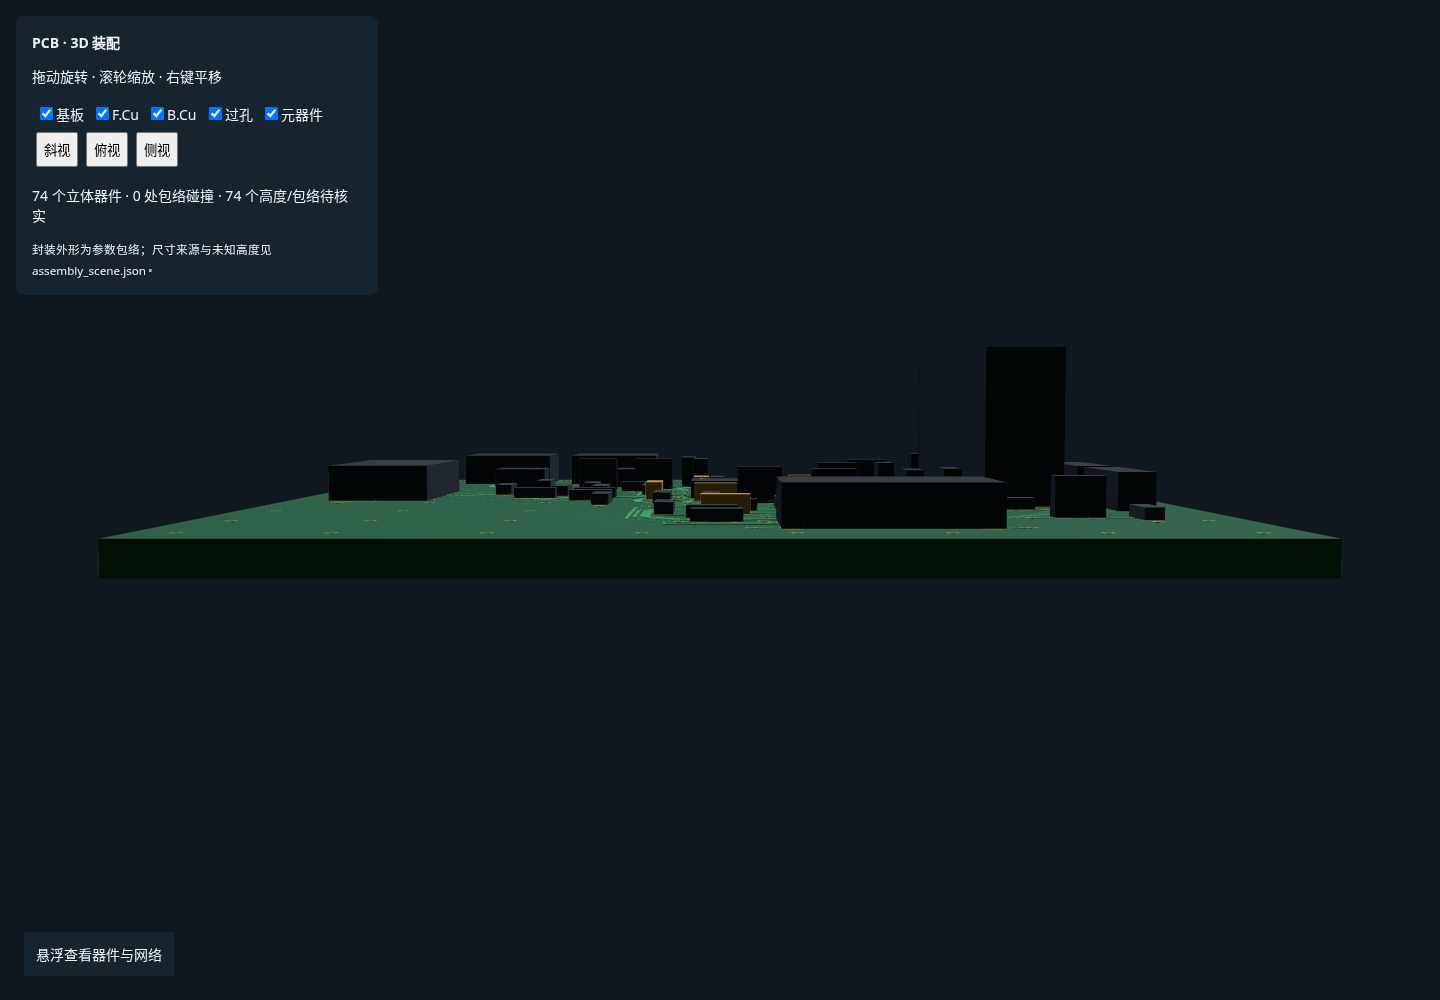 PCB · 3D 装配
拖动旋转 · 滚轮缩放 · 右键平移
基板 F.Cu B.Cu 过孔 元器件
斜视 俯视 侧视
74 个立体器件 · 0 处包络碰撞 · 74 个高度/包络待核
实
封装外形为参数包络；尺寸来源与未知高度见
assembly_scene.json。
悬浮查看器件与网络